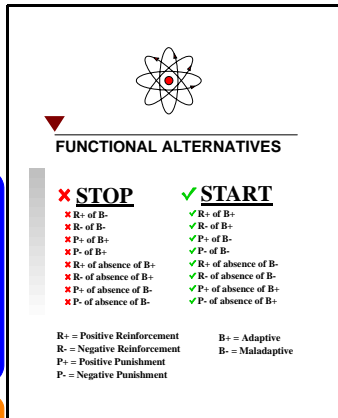 FUNCTIONAL ALTERNATIVES
STOP
R+ of B-
R- of B-
P+ of B+
P- of B+
R+ of absence of B+
R- of absence of B+
P+ of absence of B-
P- of absence of B-
START
R+ of B+
R- of B+
P+ of B-
P- of B-
R+ of absence of B-
R- of absence of B-
P+ of absence of B+
P- of absence of B+
R+ = Positive Reinforcement
R- = Negative Reinforcement
P+ = Positive Punishment
P- = Negative Punishment
B+ = Adaptive
B- = Maladaptive